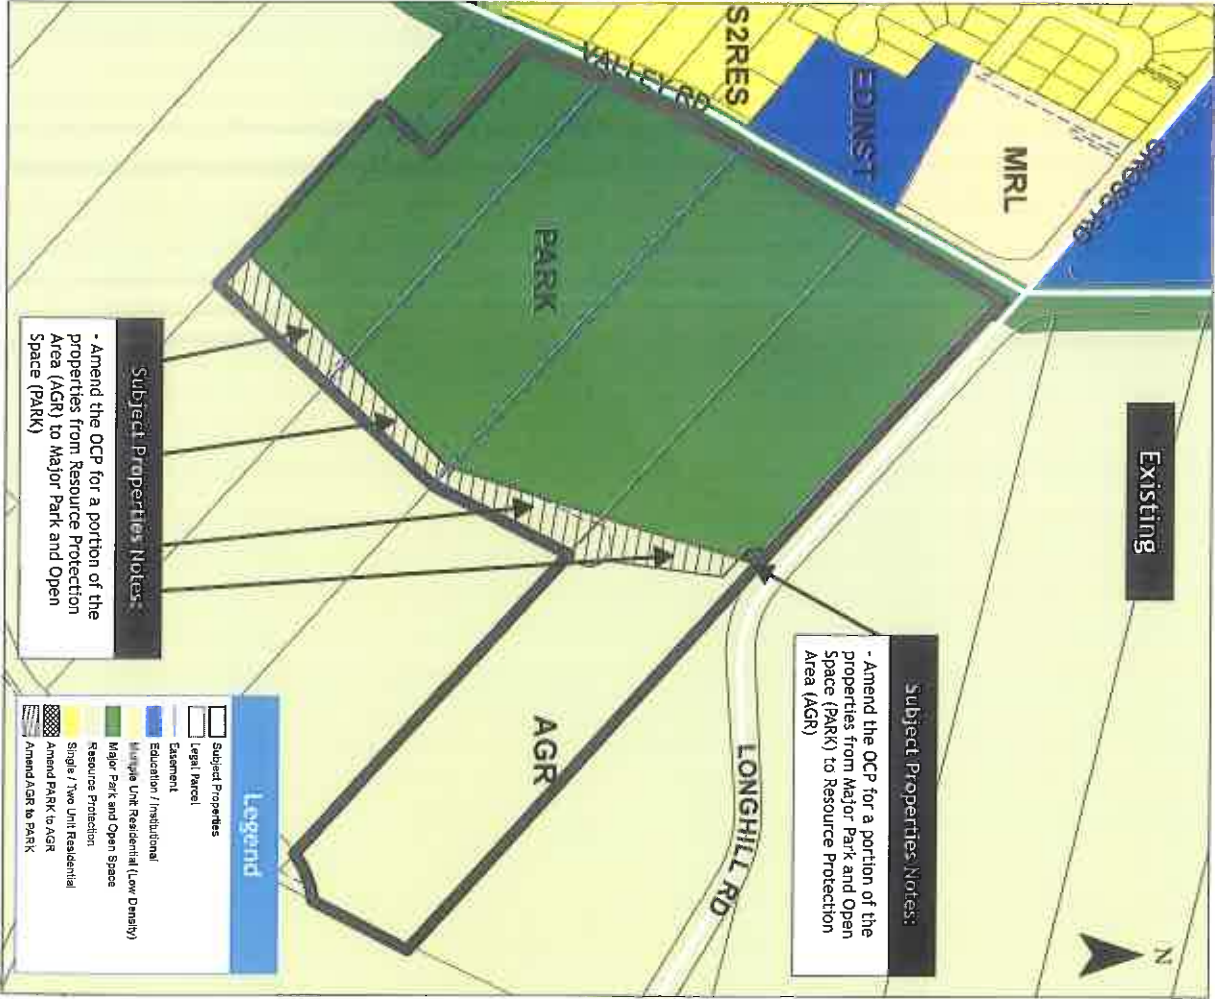 Existing
N
Subject Properties Notes:
- Amend the OCP for a portion of the
properties from Major Park and Open
Space (PARK) to Resource Protection
Area (AGR)
CROSS RD
MRL
EDINST
S2RES
VALLEY RD
PARK
LONGHILL RD
AGR
Subject Properties Notes:
- Amend the OCP for a portion of the
properties from Resource Protection
Area (AGR) to Major Park and Open
Space (PARK)
Legend
Subject Properties
Legal Parcel
Easement
Education / Institutional
Multiple Unit Residential (Low Density)
Major Park and Open Space
Resource Protection
Single / Two Unit Residential
Amend PARK to AGR
Amend AGR to PARK